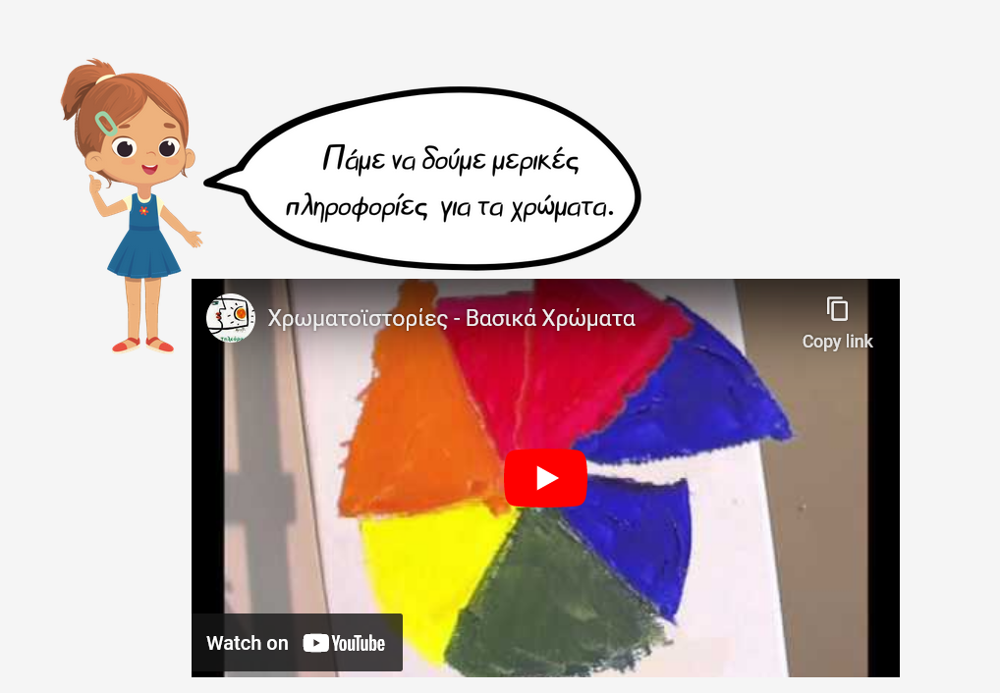 Πάμε να δούμε μερικές
πληροφορίες για τα χρώματα.
Χρωματοϊστορίες - Βασικά Χρώματα
Copy link
Watch on YouTube